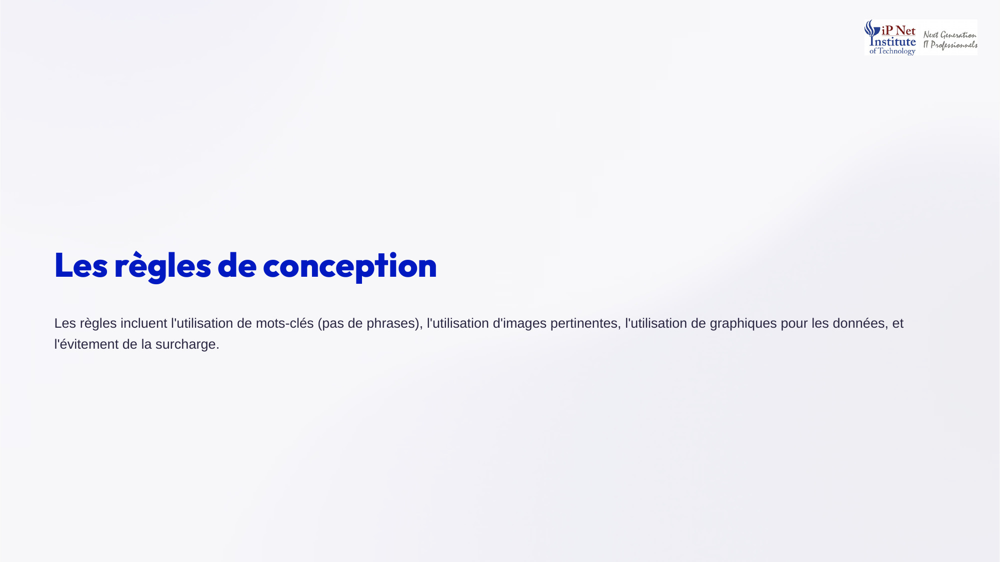 iP Net
Institute
of Technology
Next Generation
IT Professionnels
Les règles de conception
Les règles incluent l'utilisation de mots-clés (pas de phrases), l'utilisation d'images pertinentes, l'utilisation de graphiques pour les données, et
l'évitement de la surcharge.